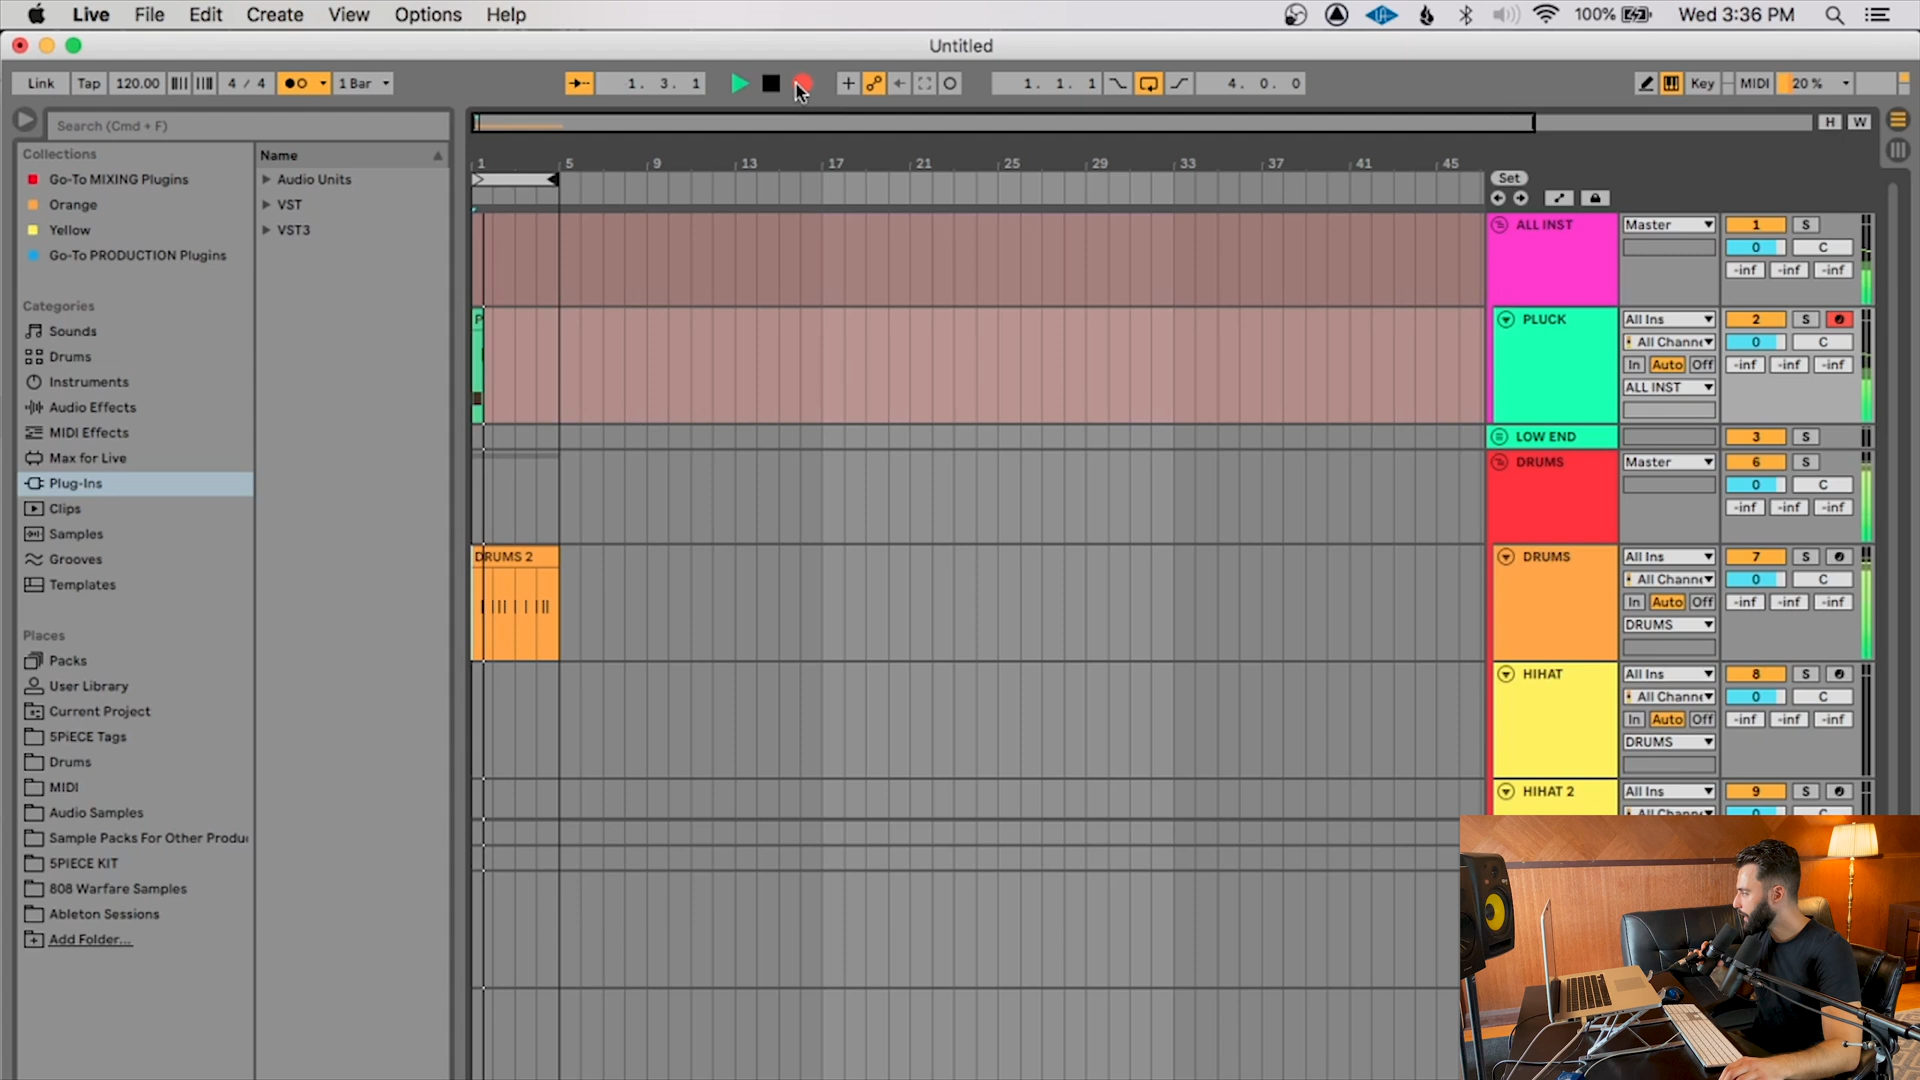 Live File Edit Create View Options Help 100% Wed 3:36 PM
Untitled
Link Tap 120.00 4 / 4 1 Bar 1. 3. 1 1. 1. 1 4. 0. 0 Key MIDI 20 %
Search (Cmd + F)
H W
Collections
Go-To MIXING Plugins
Orange
Yellow
Go-To PRODUCTION Plugins
Categories
Sounds
Drums
Instruments
Audio Effects
MIDI Effects
Max for Live
Plug-Ins
Clips
Samples
Grooves
Templates
Places
Packs
User Library
Current Project
5PiECE Tags
Drums
MIDI
Audio Samples
Sample Packs For Other Produ
5PIECE KIT
808 Warfare Samples
Ableton Sessions
Add Folder...
Name
Audio Units
VST
VST3
1 5 9 13 17 21 25 29 33 37 41 45
Set
P
DRUMS 2
ALL INST Master 1 S
0 C
-inf -inf -inf
PLUCK All Ins 2 S
All Channe 0 C
In Auto Off -inf -inf -inf
ALL INST
LOW END 3 S
DRUMS Master 6 S
0 C
-inf -inf -inf
DRUMS All Ins 7 S
All Channe 0 C
In Auto Off -inf -inf -inf
DRUMS
HIHAT All Ins 8 S
All Channe 0 C
In Auto Off -inf -inf -inf
DRUMS
HIHAT 2 All Ins 9 S